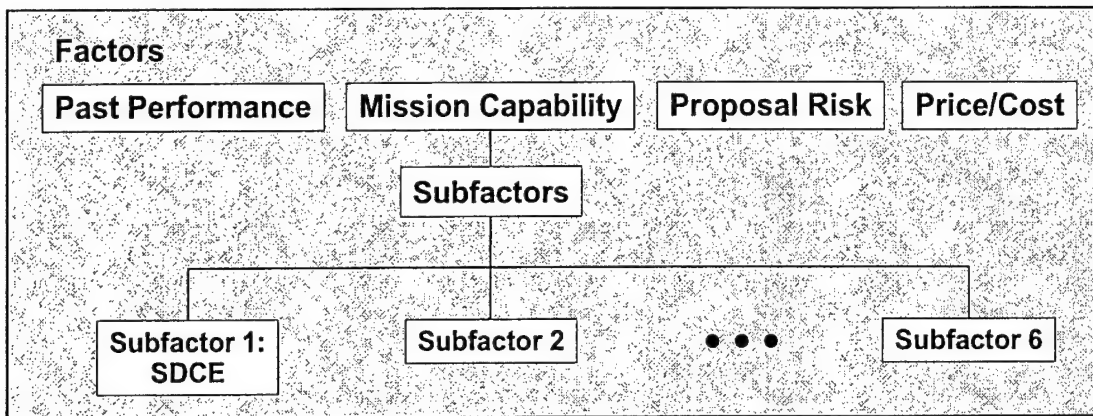 Factors
Past Performance
Mission Capability
Proposal Risk
Price/Cost
Subfactors
Subfactor 1:
SDCE
Subfactor 2
• • •
Subfactor 6